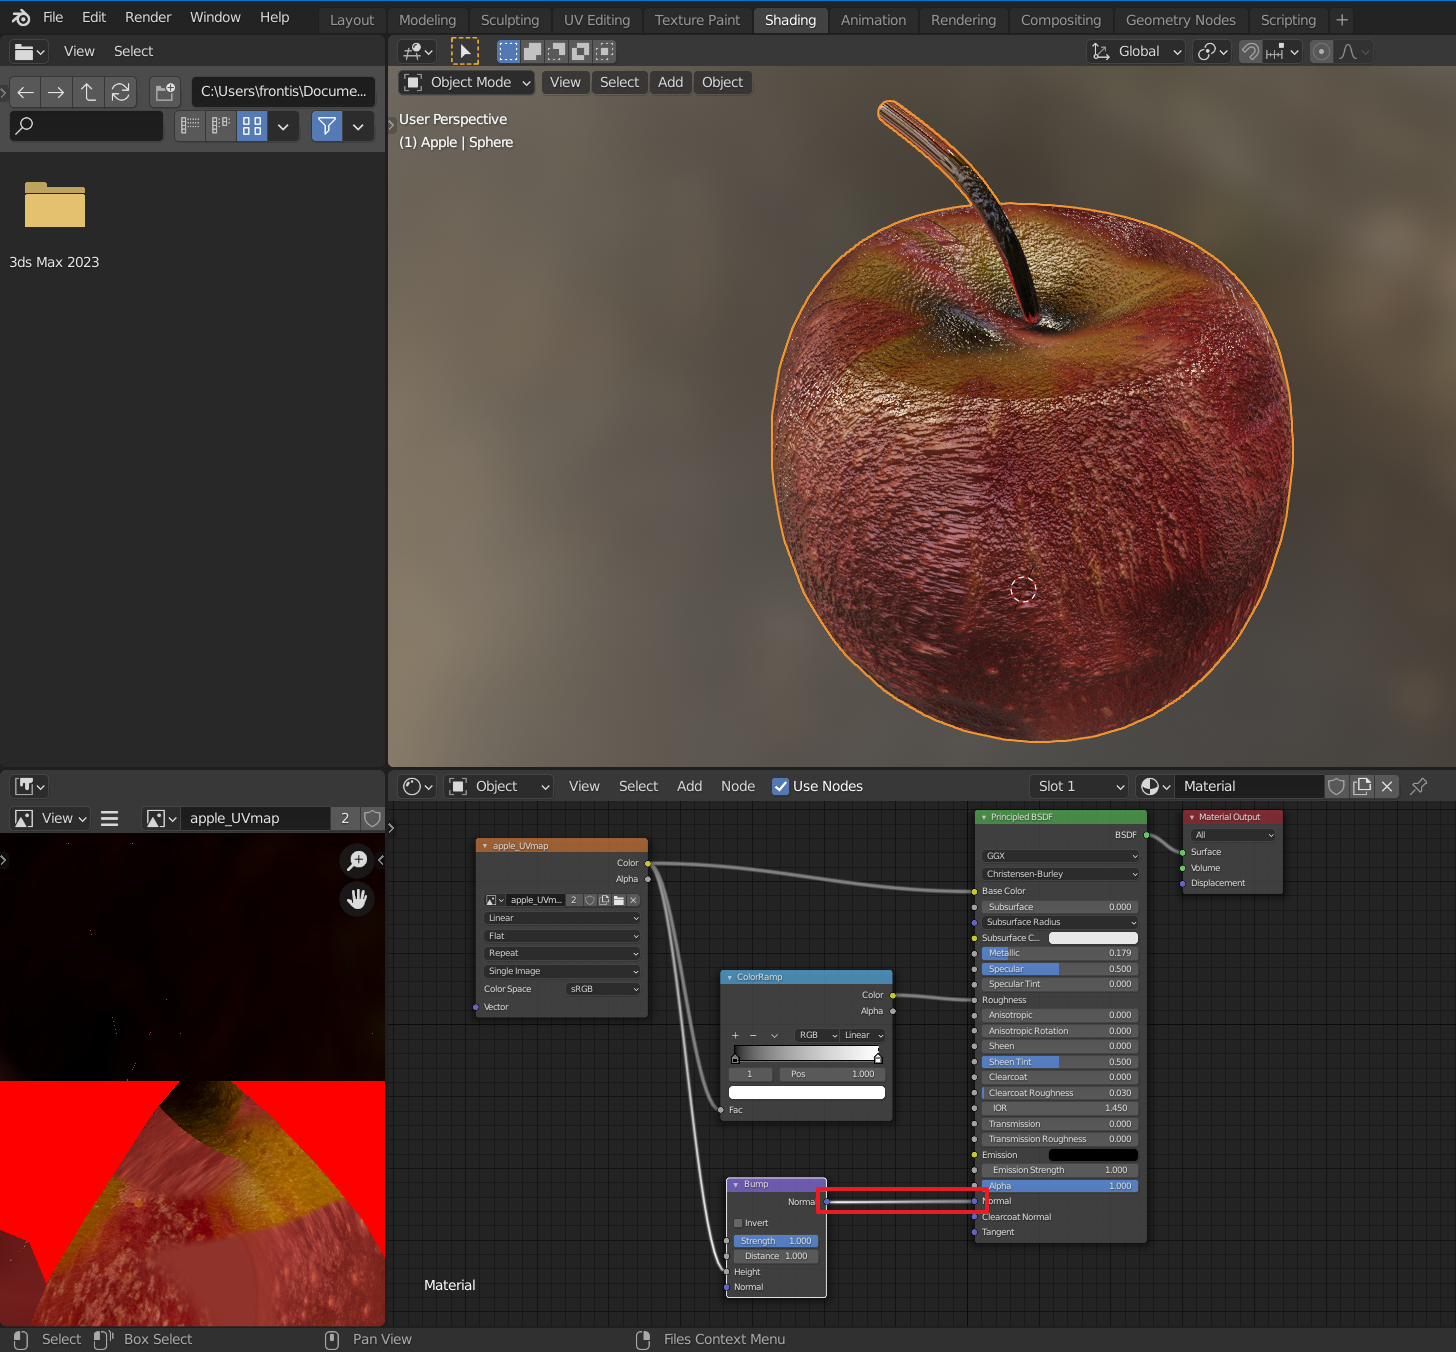 File Edit Render Window Help Layout Modeling Sculpting UV Editing Texture Paint Shading Animation Rendering Compositing Geometry Nodes Scripting +
View Select
Global
C:\Users\frontis\Docume...
Object Mode View Select Add Object
User Perspective
(1) Apple | Sphere
3ds Max 2023
Object View Select Add Node Use Nodes Slot 1 Material
View apple_UVmap 2
apple_UVmap
Color
Alpha
apple_UVm... 2
Linear
Flat
Repeat
Single Image
Color Space sRGB
Vector
ColorRamp
Color
Alpha
+ − RGB Linear
1 Pos 1.000
Fac
Bump
Normal
Invert
Strength 1.000
Distance 1.000
Height
Normal
Principled BSDF
BSDF
GGX
Christensen-Burley
Base Color
Subsurface 0.000
Subsurface Radius
Subsurface C...
Metallic 0.179
Specular 0.500
Specular Tint 0.000
Roughness
Anisotropic 0.000
Anisotropic Rotation 0.000
Sheen 0.000
Sheen Tint 0.500
Clearcoat 0.000
Clearcoat Roughness 0.030
IOR 1.450
Transmission 0.000
Transmission Roughness 0.000
Emission
Emission Strength 1.000
Alpha 1.000
Normal
Clearcoat Normal
Tangent
Material Output
All
Surface
Volume
Displacement
Material
Select Box Select Pan View Files Context Menu